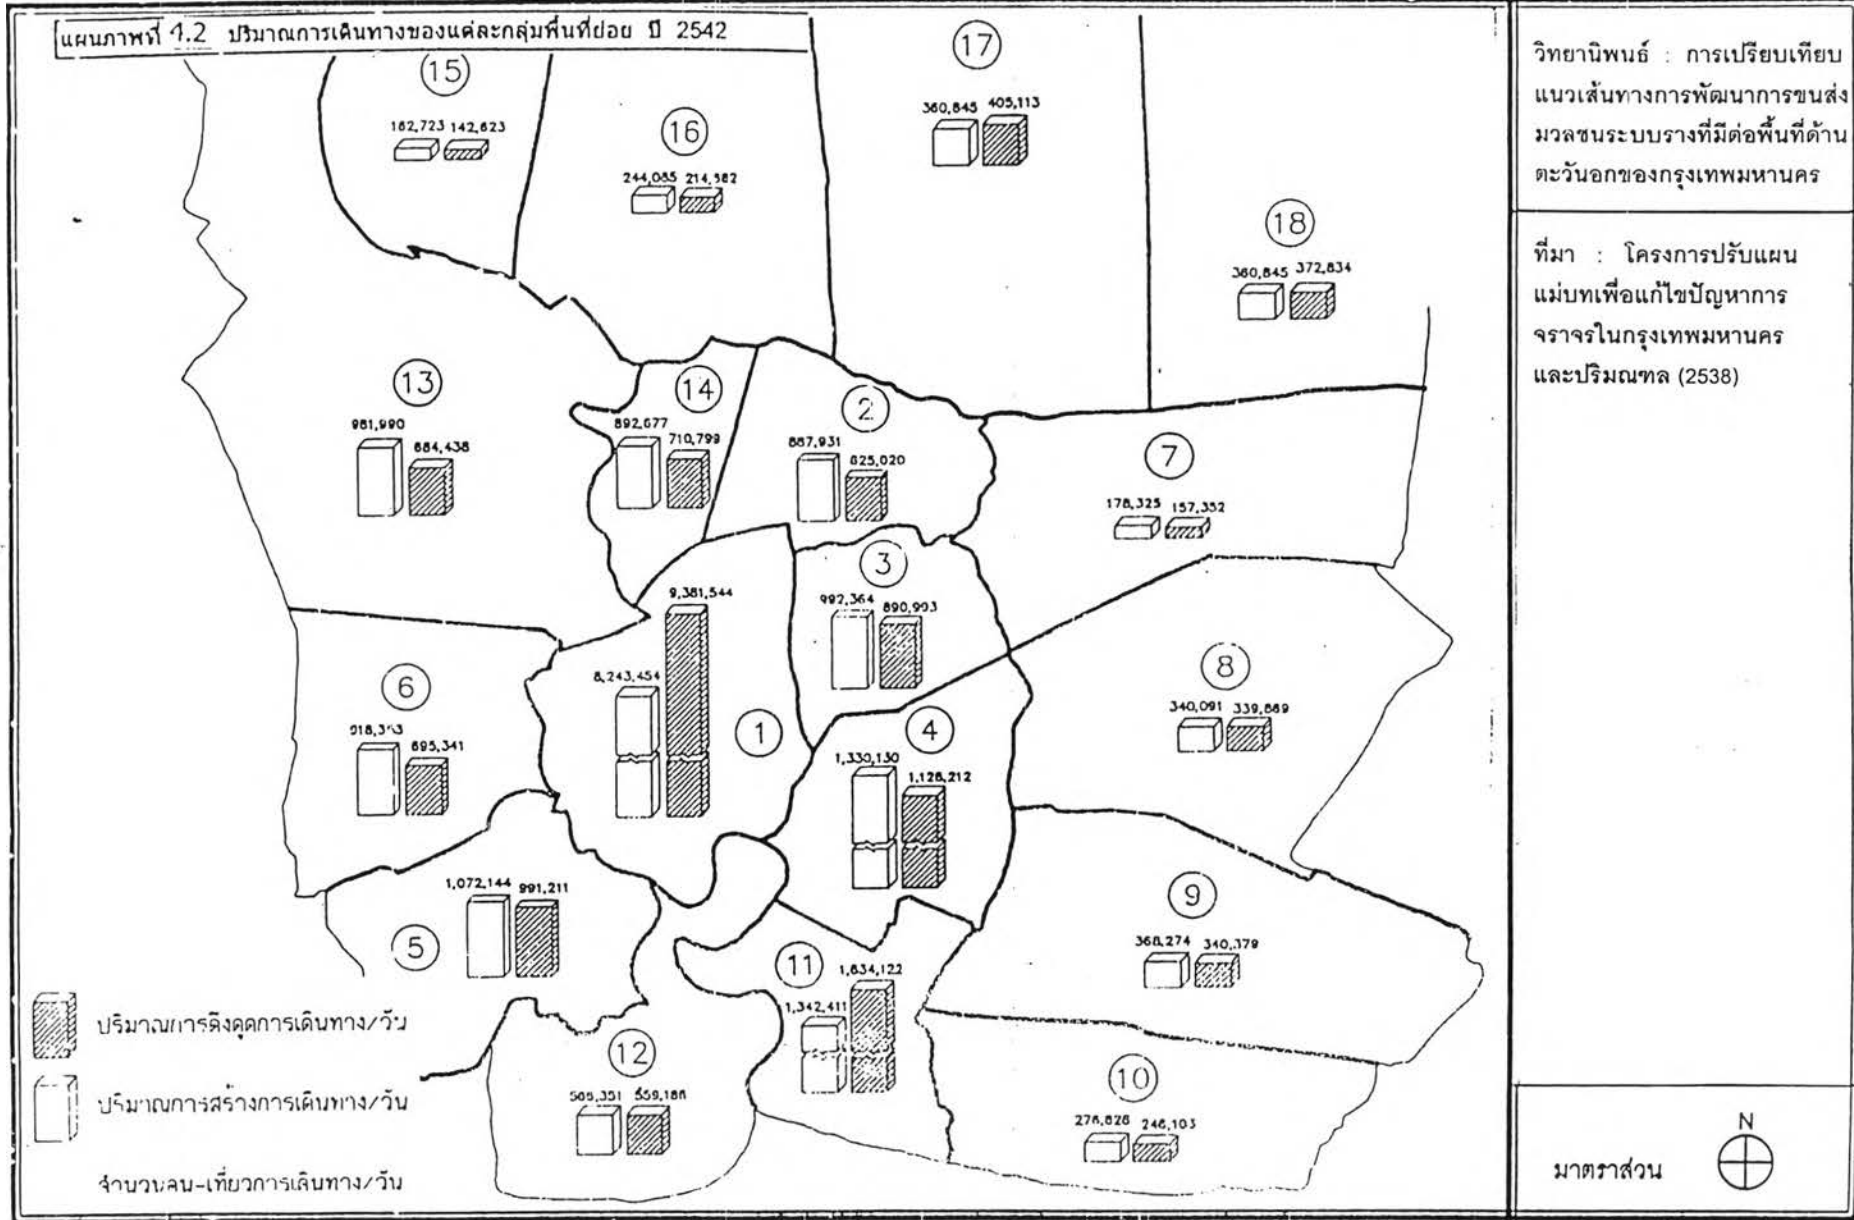 แผนภาพที่ 4.2 ปริมาณการเดินทางของแต่ละกลุ่มพื้นที่ย่อย ปี 2542
วิทยานิพนธ์ : การเปรียบเทียบ
แนวเส้นทางการพัฒนาการขนส่ง
มวลชนระบบรางที่มีต่อพื้นที่ด้าน
ตะวันอกของกรุงเทพมหานคร
ที่มา : โครงการปรับแผน
แม่บทเพื่อแก้ไขปัญหาการ
จราจรในกรุงเทพมหานคร
และปริมณฑล (2538)
17
360,845 405,113
15
162,723 142,623
16
244,085 214,582
18
360,845 372,834
13
981,990 684,438
14
892,677 710,799
2
887,931 625,020
7
178,325 157,352
3
992,364 890,993
1
8,243,454 9,381,544
6
695,341
8
340,091 339,889
4
1,330,130 1,128,212
5
1,072,144 991,211
9
368,274 340,379
11
1,342,411 1,634,122
12
559,188
10
276,828 248,103
ปริมาณการดึงดูดการเดินทาง/วัน
ปริมาณการสร้างการเดินทาง/วัน
จำนวนคน-เที่ยวการเดินทาง/วัน
มาตราส่วน
N